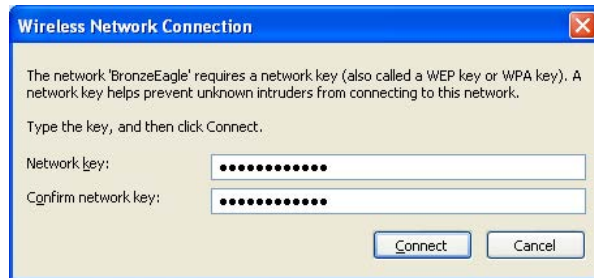 Wireless Network Connection
The network 'BronzeEagle' requires a network key (also called a WEP key or WPA key). A
network key helps prevent unknown intruders from connecting to this network.
Type the key, and then click Connect.
Network key: ●●●●●●●●●●●●
Confirm network key: ●●●●●●●●●●●●
Connect Cancel